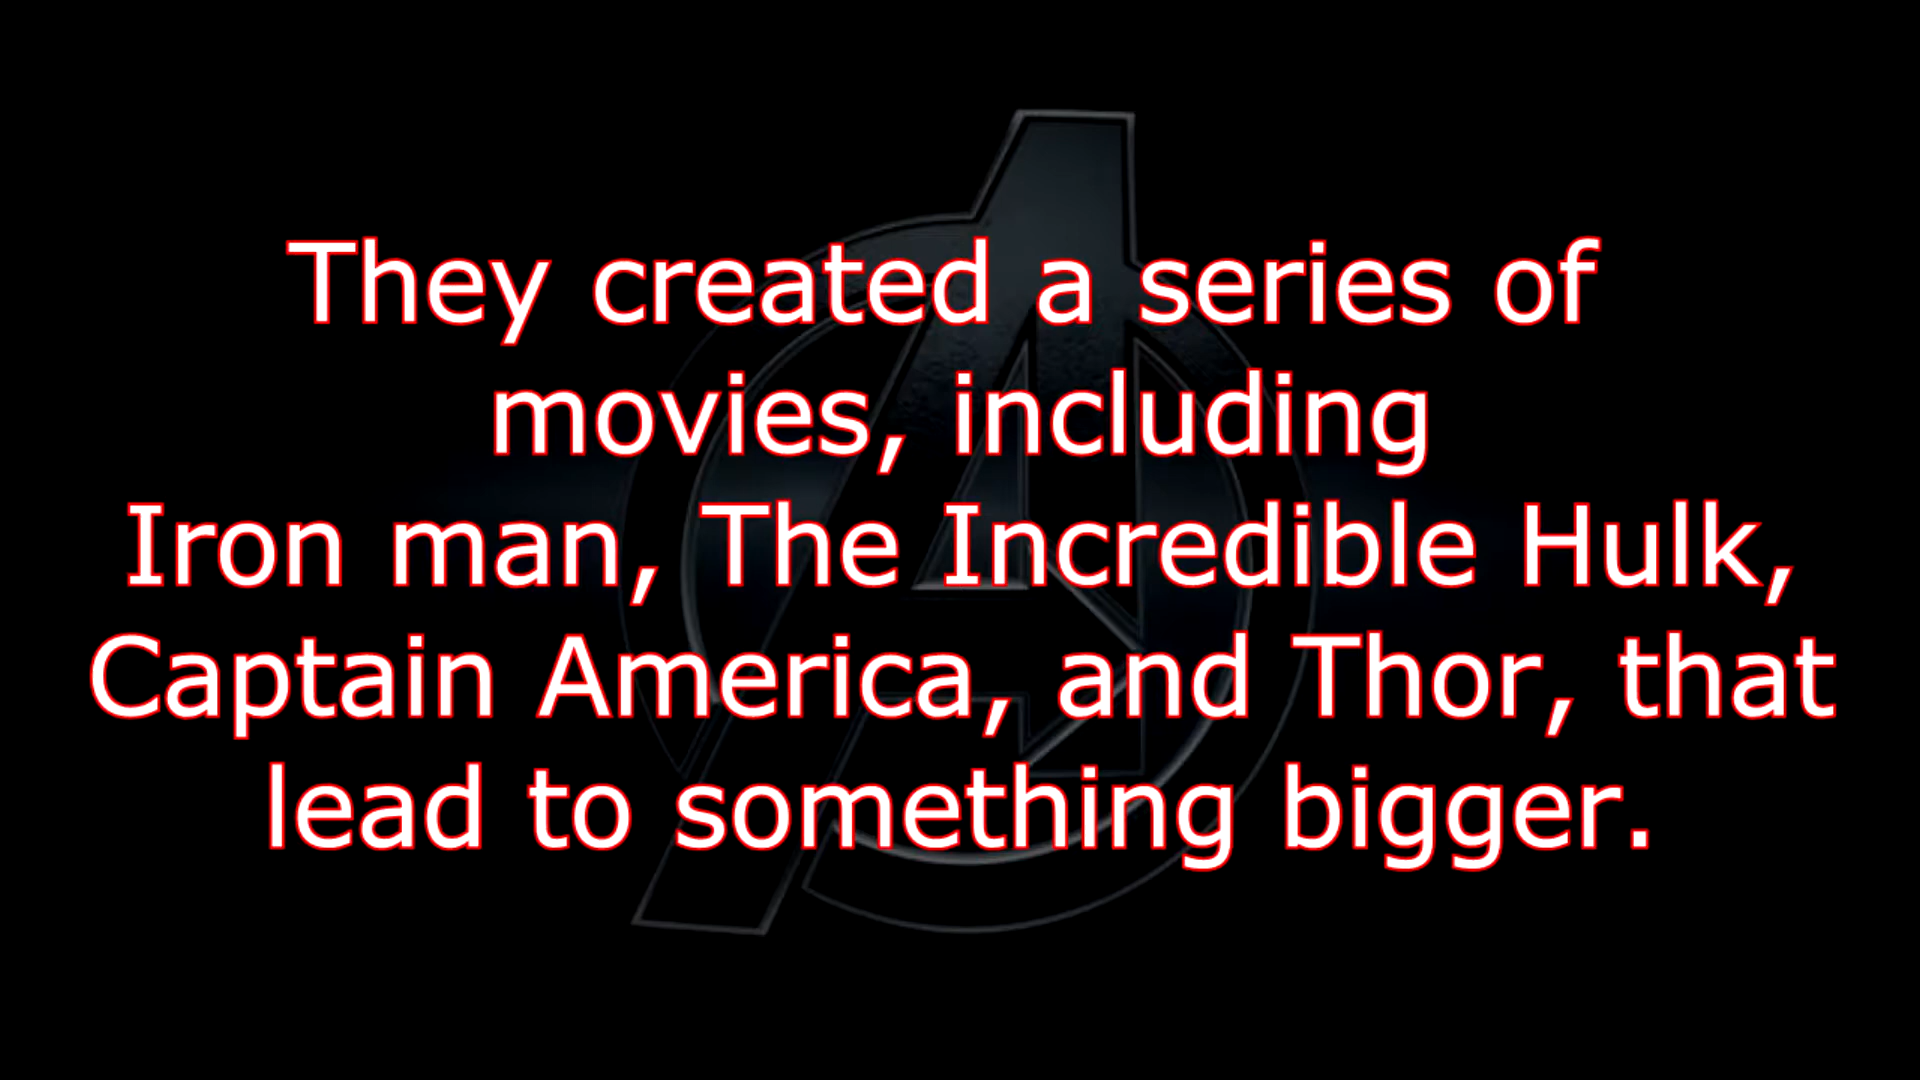 They created a series of
movies, including
Iron man, The Incredible Hulk,
Captain America, and Thor, that
lead to something bigger.